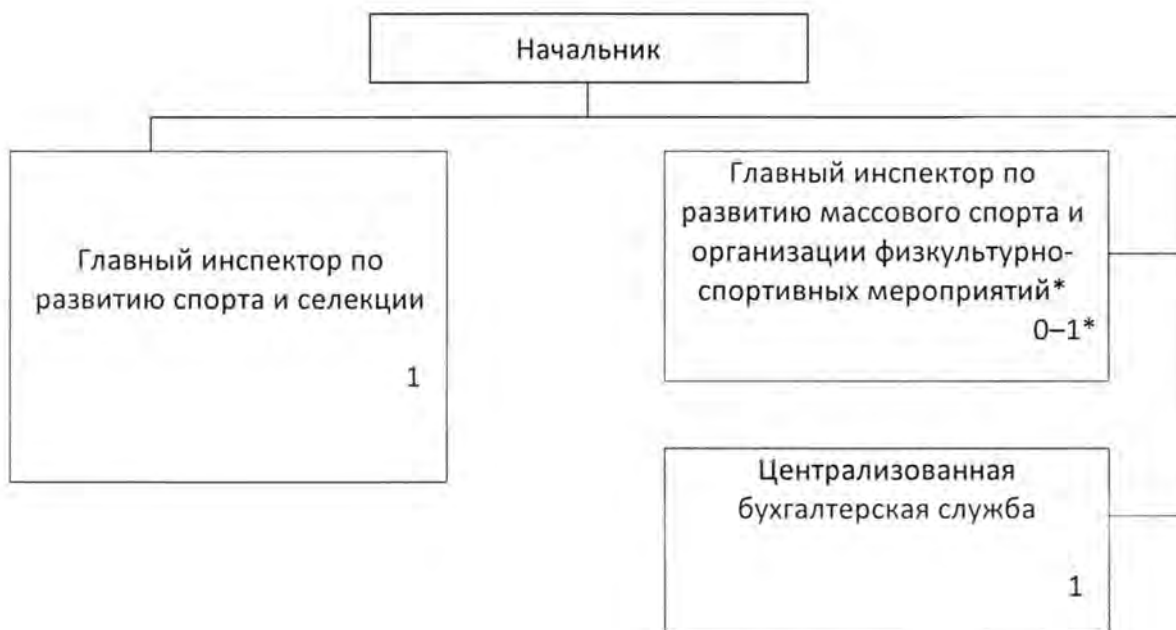 Начальник
Главный инспектор по
развитию спорта и селекции
1
Главный инспектор по
развитию массового спорта и
организации физкультурно-
спортивных мероприятий*
0–1*
Централизованная
бухгалтерская служба
1